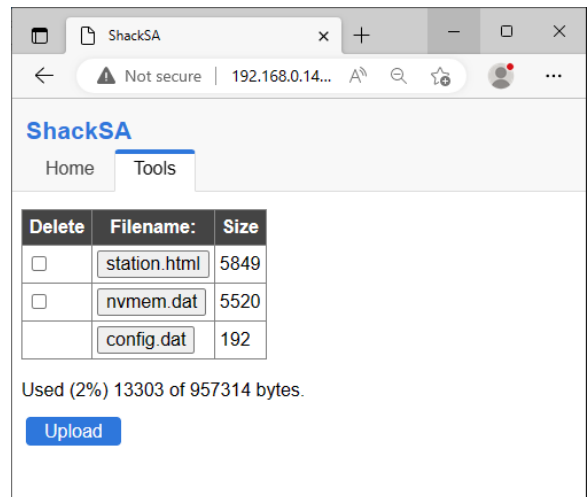 ShackSA
Not secure 192.168.0.14...
ShackSA
Home Tools
Delete Filename: Size
station.html 5849
nvmem.dat 5520
config.dat 192
Used (2%) 13303 of 957314 bytes.
Upload